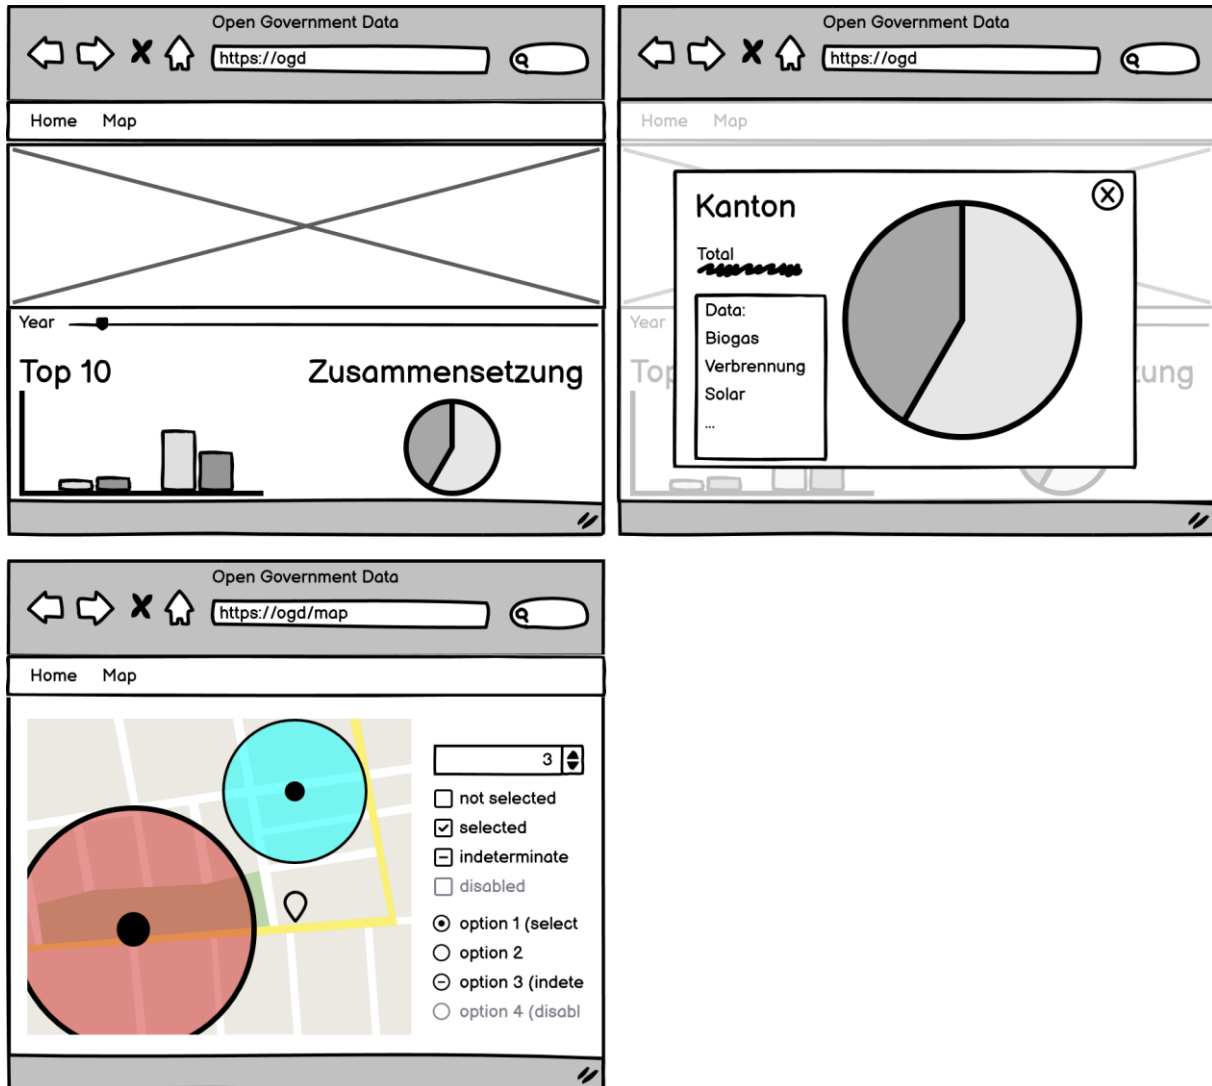 Open Government Data
https://ogd
Home Map
Year
Top 10
Zusammensetzung
Open Government Data
https://ogd
Home Map
Kanton
Total
Data:
Biogas
Verbrennung
Solar
...
Year
Top
zung
Open Government Data
https://ogd/map
Home Map
3
not selected
selected
indeterminate
disabled
option 1 (select
option 2
option 3 (indete
option 4 (disabl